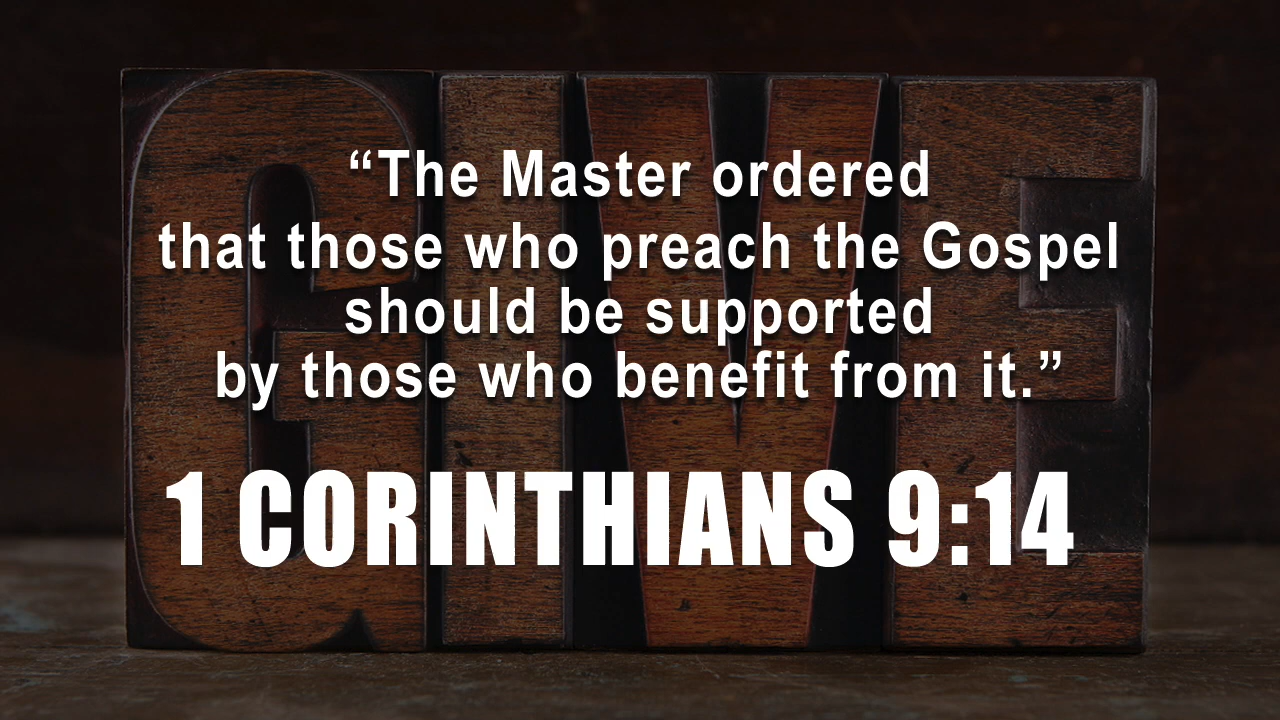 GIVE
“The Master ordered
that those who preach the Gospel
should be supported
by those who benefit from it.”
1 CORINTHIANS 9:14